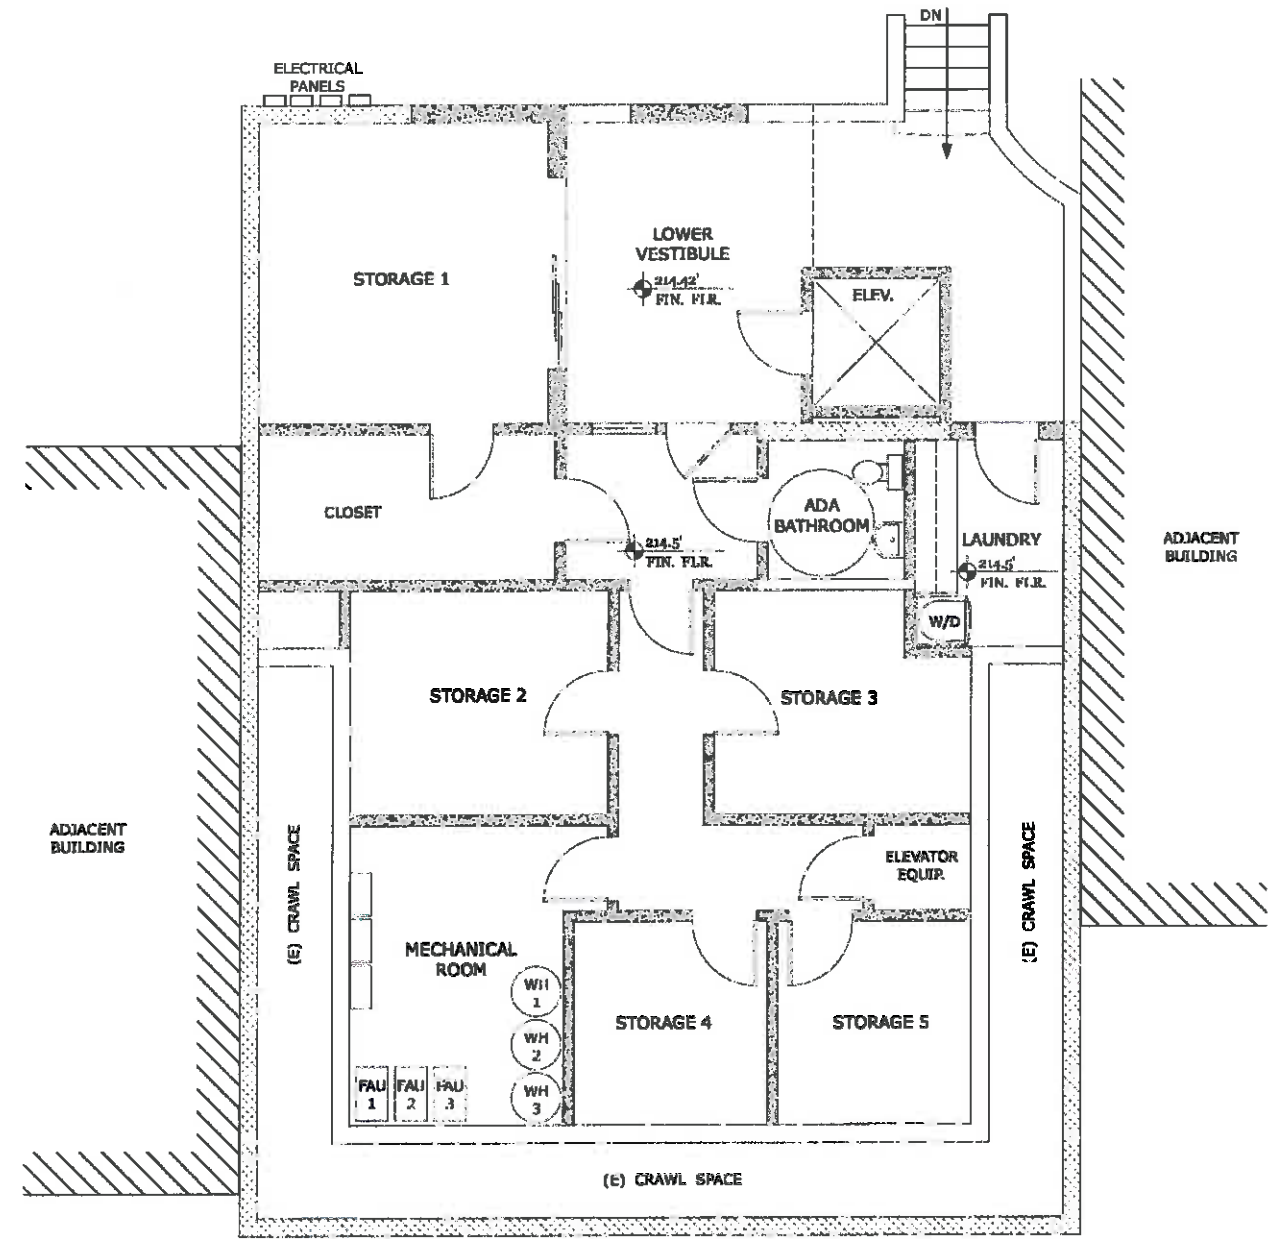 DN
ELECTRICAL
PANELS
LOWER
VESTIBULE
214.42'
FIN. FLR.
STORAGE 1
ELEV.
CLOSET
ADA
BATHROOM
LAUNDRY
214.5'
FIN. FLR.
214.5'
FIN. FLR.
ADJACENT
BUILDING
W/D
STORAGE 2
STORAGE 3
ADJACENT
BUILDING
(E) CRAWL SPACE
ELEVATOR
EQUIP.
(E) CRAWL SPACE
MECHANICAL
ROOM
WH
1
STORAGE 4
STORAGE 5
WH
2
FAU
1
FAU
2
FAU
3
WH
3
(E) CRAWL SPACE